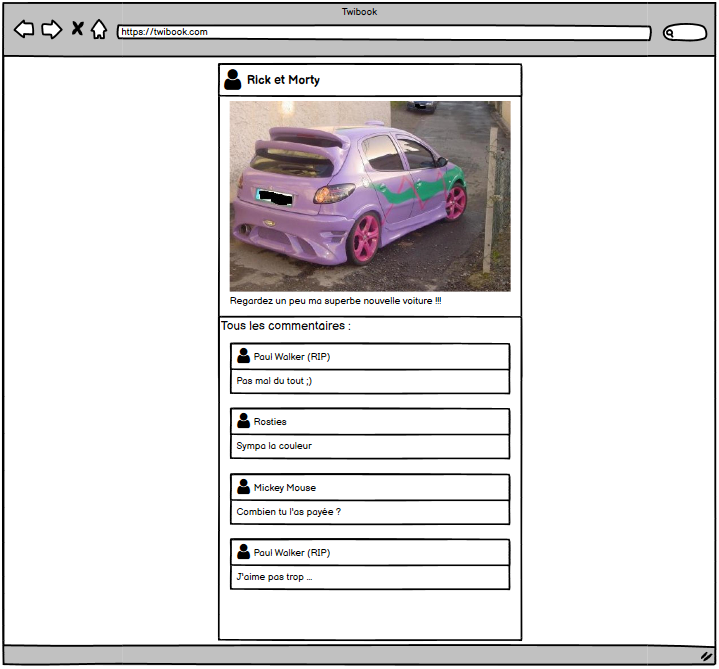 Twibook
https://twibook.com
Rick et Morty
Regardez un peu ma superbe nouvelle voiture !!!
Tous les commentaires :
Paul Walker (RIP)
Pas mal du tout ;)
Rosties
Sympa la couleur
Mickey Mouse
Combien tu l'as payée ?
Paul Walker (RIP)
J'aime pas trop ...